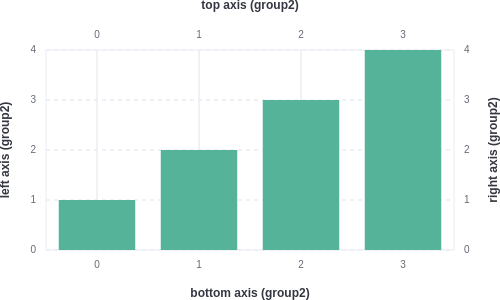 top axis (group2)
0 1 2 3
4 4
3 3
2 2
1 1
0 0
left axis (group2)
right axis (group2)
0 1 2 3
bottom axis (group2)